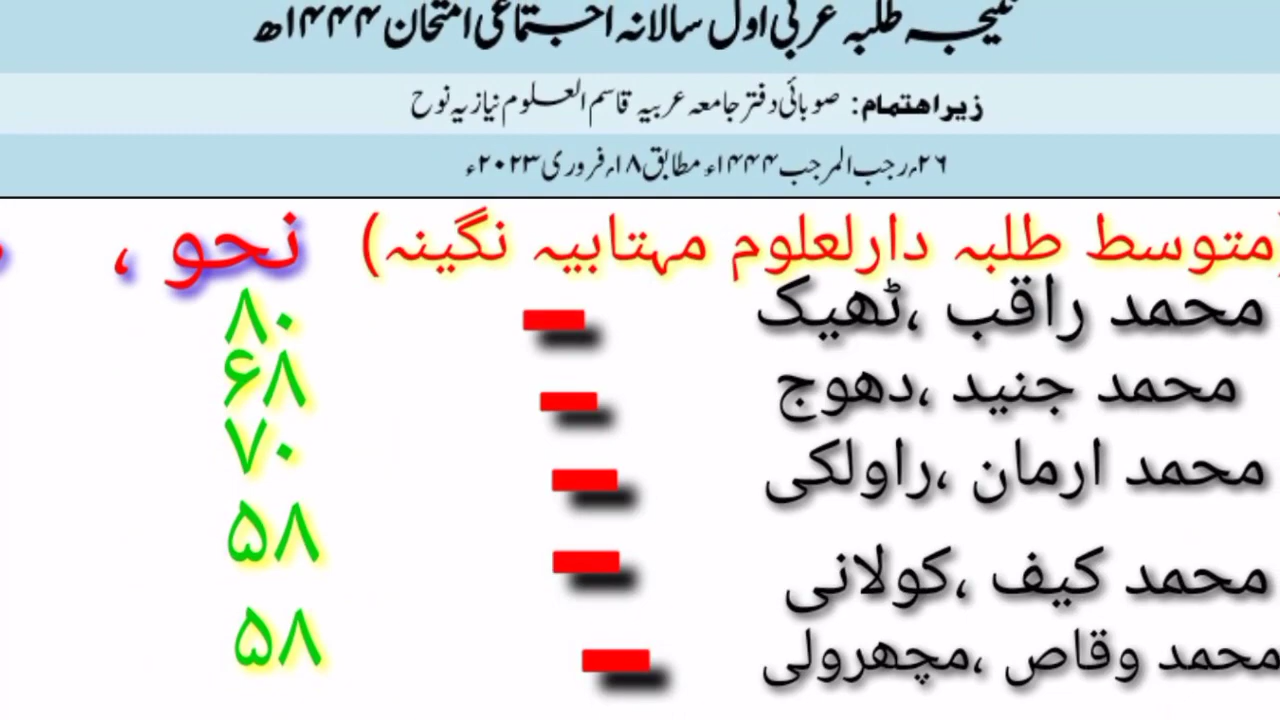 نتیجہ طلبہ عربی اول سالانہ اجتماعی امتحان ۱۴۴۴ھ
زیر اھتمام: صوبائی دفتر جامعہ عربیہ قاسم العلوم نیازیہ نوح
۲۶؍رجب المرجب ۱۴۴۴ء مطابق ۱۸؍فروری ۲۰۲۳ء
(متوسط طلبہ دارلعلوم مہتابیہ نگینہ) نحو ،
محمد راقب ،ٹھیک - ۸۰
محمد جنید ،دھوج - ۶۸
محمد ارمان ،راولکی - ۷۰
محمد کیف ،کولانی - ۵۸
محمد وقاص ،مچھرولی - ۵۸